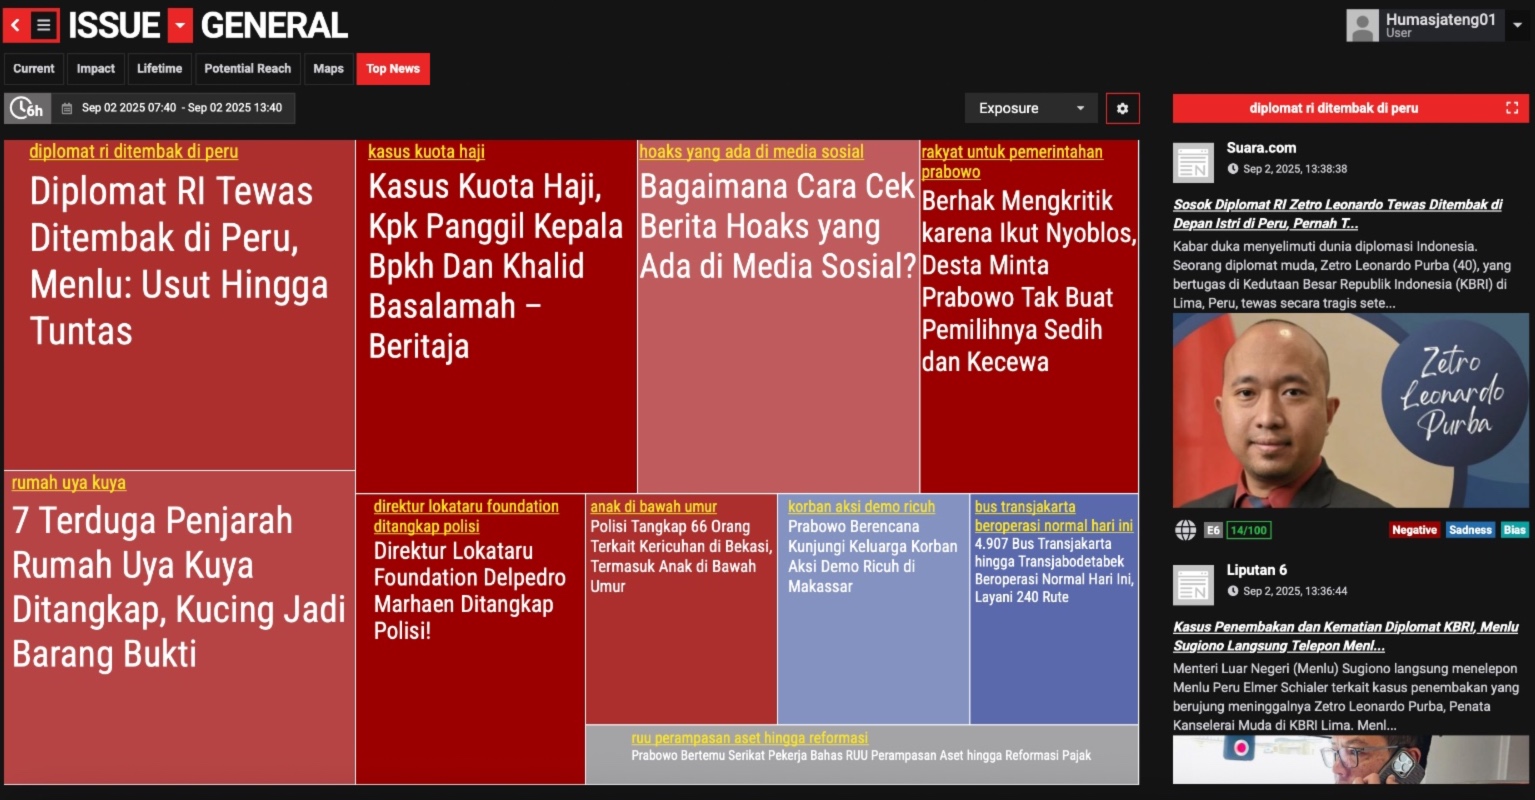 ISSUE GENERAL
Humasjateng01
User
Current Impact Lifetime Potential Reach Maps Top News
6h Sep 02 2025 07:40 - Sep 02 2025 13:40
Exposure
diplomat ri ditembak di peru
Diplomat RI Tewas
Ditembak di Peru,
Menlu: Usut Hingga
Tuntas
kasus kuota haji
Kasus Kuota Haji,
Kpk Panggil Kepala
Bpkh Dan Khalid
Basalamah –
Beritaja
hoaks yang ada di media sosial
Bagaimana Cara Cek
Berita Hoaks yang
Ada di Media Sosial?
rakyat untuk pemerintahan
prabowo
Berhak Mengkritik
karena Ikut Nyoblos,
Desta Minta
Prabowo Tak Buat
Pemilihnya Sedih
dan Kecewa
rumah uya kuya
7 Terduga Penjarah
Rumah Uya Kuya
Ditangkap, Kucing Jadi
Barang Bukti
direktur lokataru foundation
ditangkap polisi
Direktur Lokataru
Foundation Delpedro
Marhaen Ditangkap
Polisi!
anak di bawah umur
Polisi Tangkap 66 Orang
Terkait Kericuhan di Bekasi,
Termasuk Anak di Bawah
Umur
korban aksi demo ricuh
Prabowo Berencana
Kunjungi Keluarga Korban
Aksi Demo Ricuh di
Makassar
bus transjakarta
beroperasi normal hari ini
4.907 Bus Transjakarta
hingga Transjabodetabek
Beroperasi Normal Hari Ini,
Layani 240 Rute
ruu perampasan aset hingga reformasi
Prabowo Bertemu Serikat Pekerja Bahas RUU Perampasan Aset hingga Reformasi Pajak
diplomat ri ditembak di peru
N
Suara.com
Sep 2, 2025, 13:38:38
Sosok Diplomat RI Zetro Leonardo Tewas Ditembak di
Depan Istri di Peru, Pernah T...
Kabar duka menyelimuti dunia diplomasi Indonesia.
Seorang diplomat muda, Zetro Leonardo Purba (40), yang
bertugas di Kedutaan Besar Republik Indonesia (KBRI) di
Lima, Peru, tewas secara tragis sete...
Zetro
Leonardo
Purba
E6 14/100 Negative Sadness Bias
N
Liputan 6
Sep 2, 2025, 13:36:44
Kasus Penembakan dan Kematian Diplomat KBRI, Menlu
Sugiono Langsung Telepon Menl...
Menteri Luar Negeri (Menlu) Sugiono langsung menelepon
Menlu Peru Elmer Schialer terkait kasus penembakan yang
berujung meninggalnya Zetro Leonardo Purba, Penata
Kanselerai Muda di KBRI Lima. Menl...